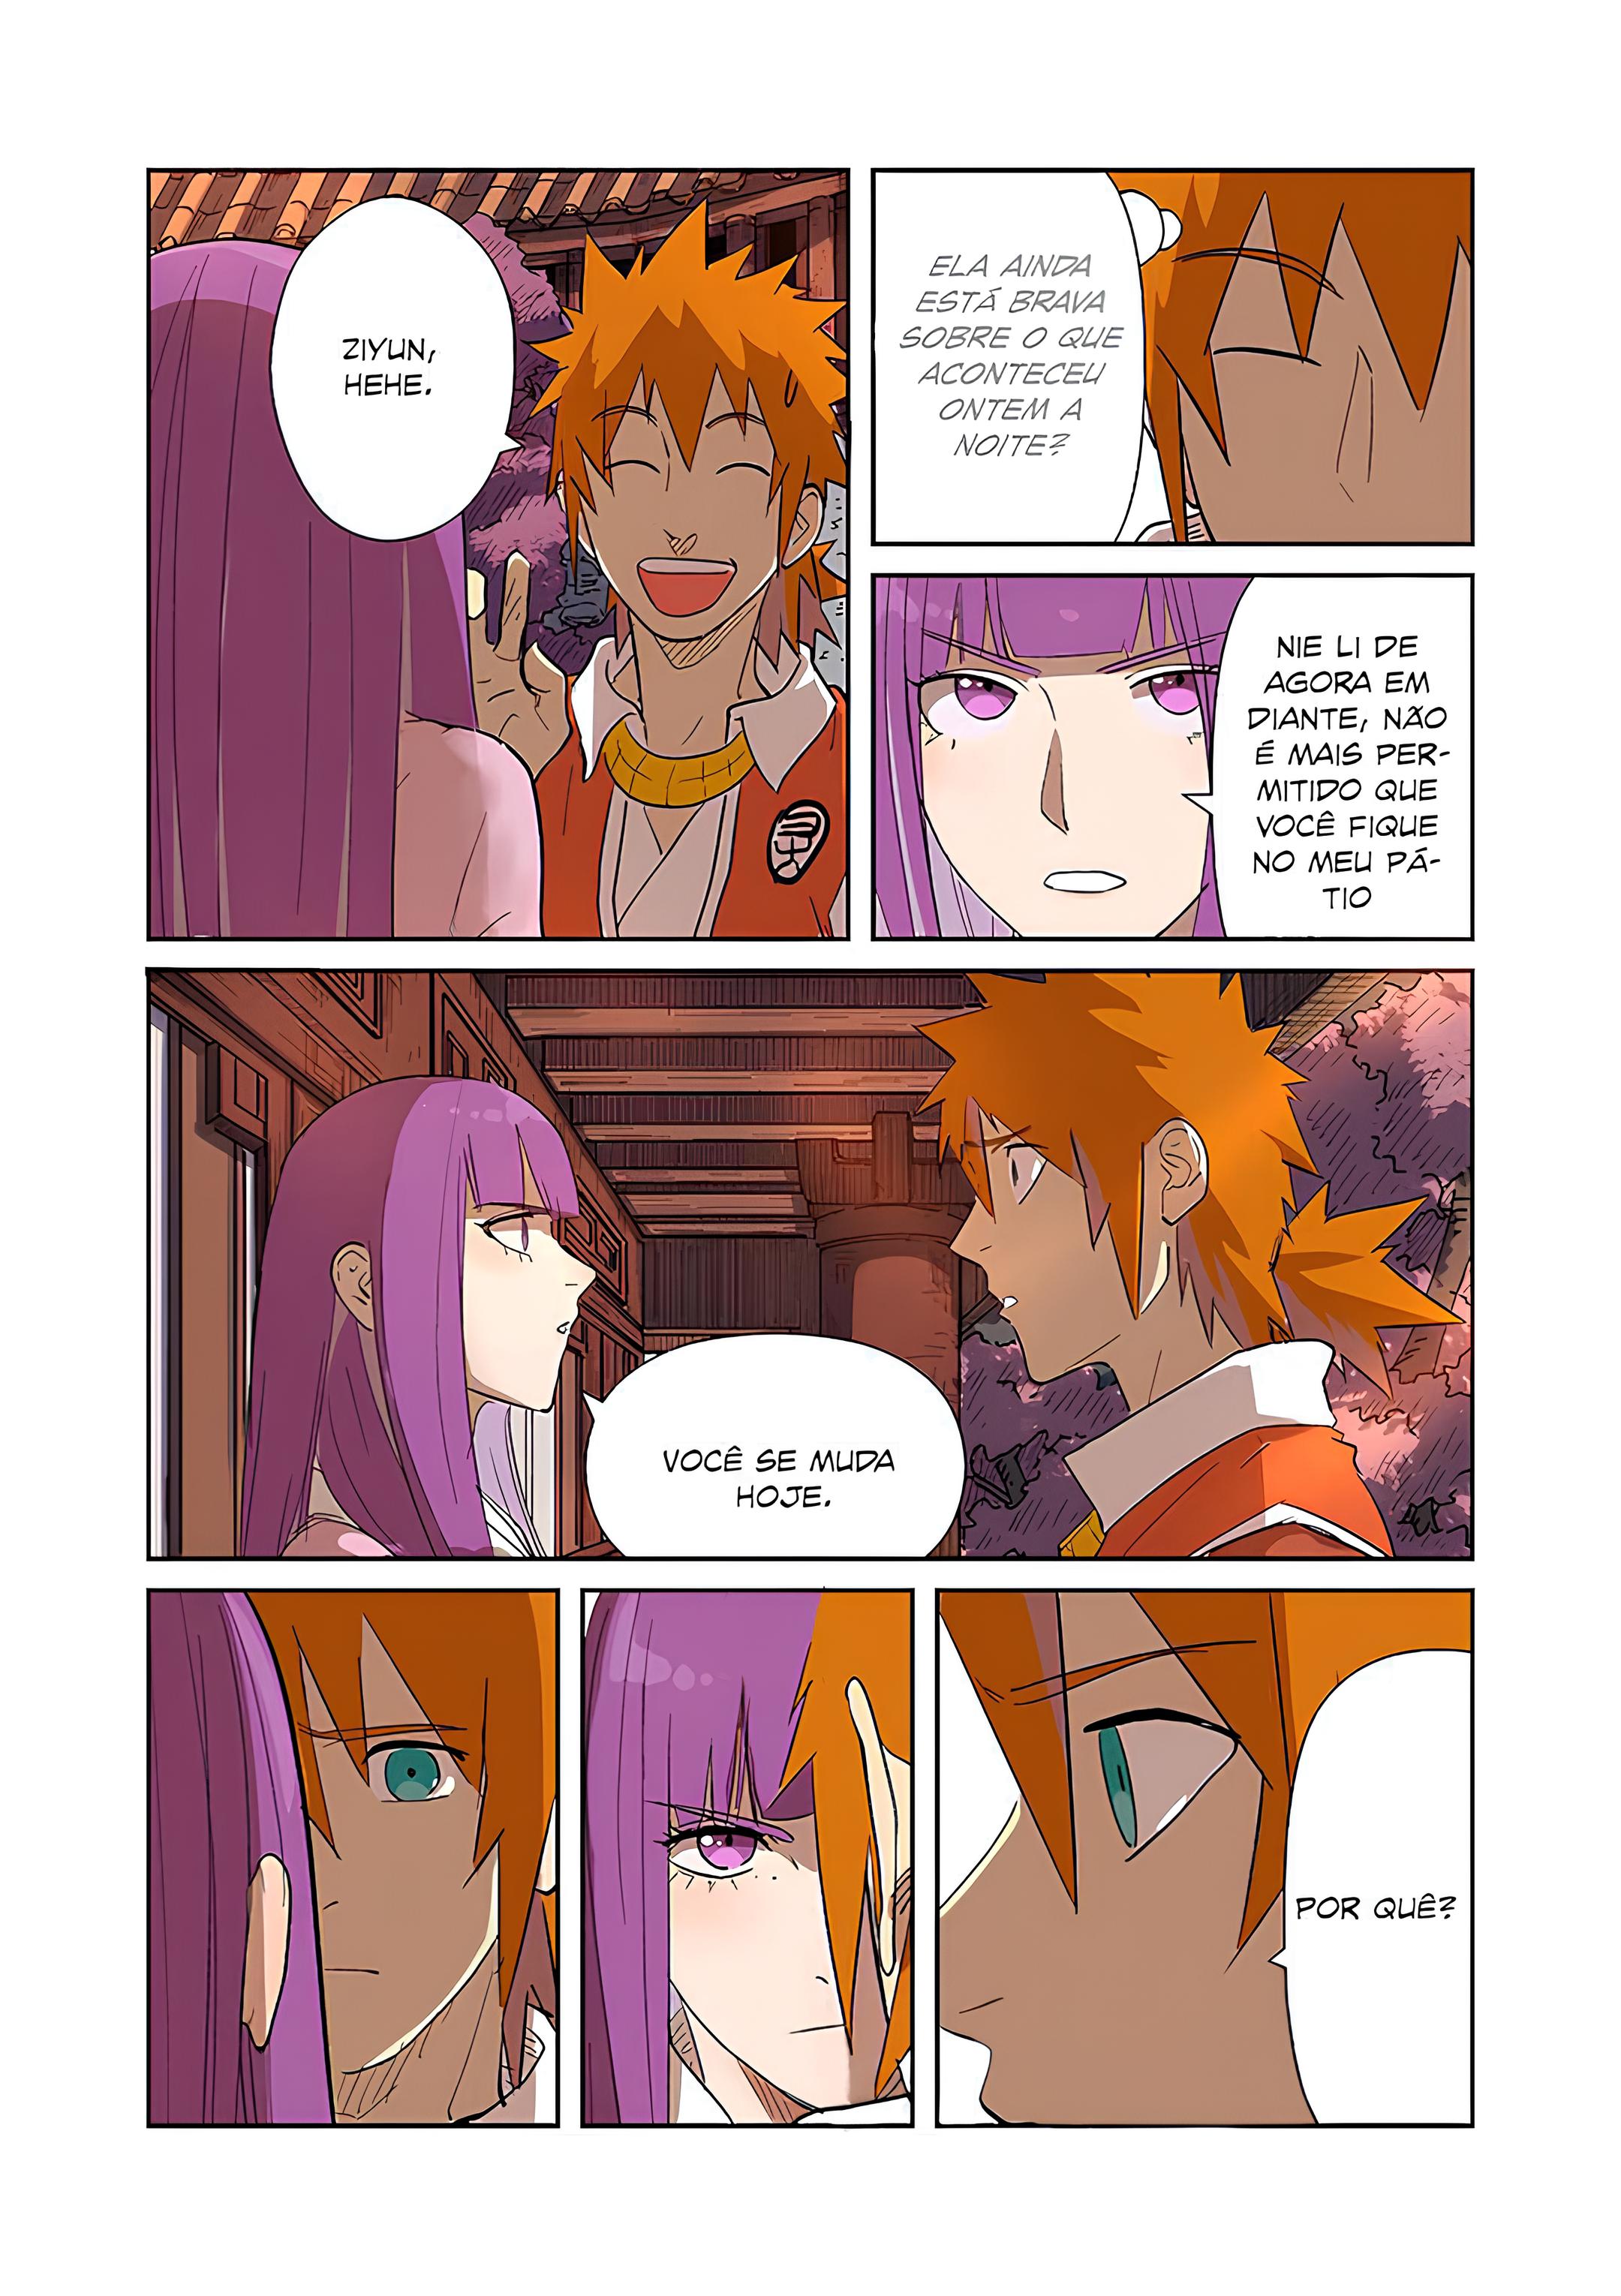 ZIYUN,
HEHE.
ELA AINDA
ESTÁ BRAVA
SOBRE O QUE
ACONTECEU
ONTEM A
NOITE?
NIE LI DE
AGORA EM
DIANTE, NÃO
É MAIS PER-
MITIDO QUE
VOCÊ FIQUE
NO MEU PÁ-
TIO
VOCÊ SE MUDA
HOJE.
POR QUÊ?